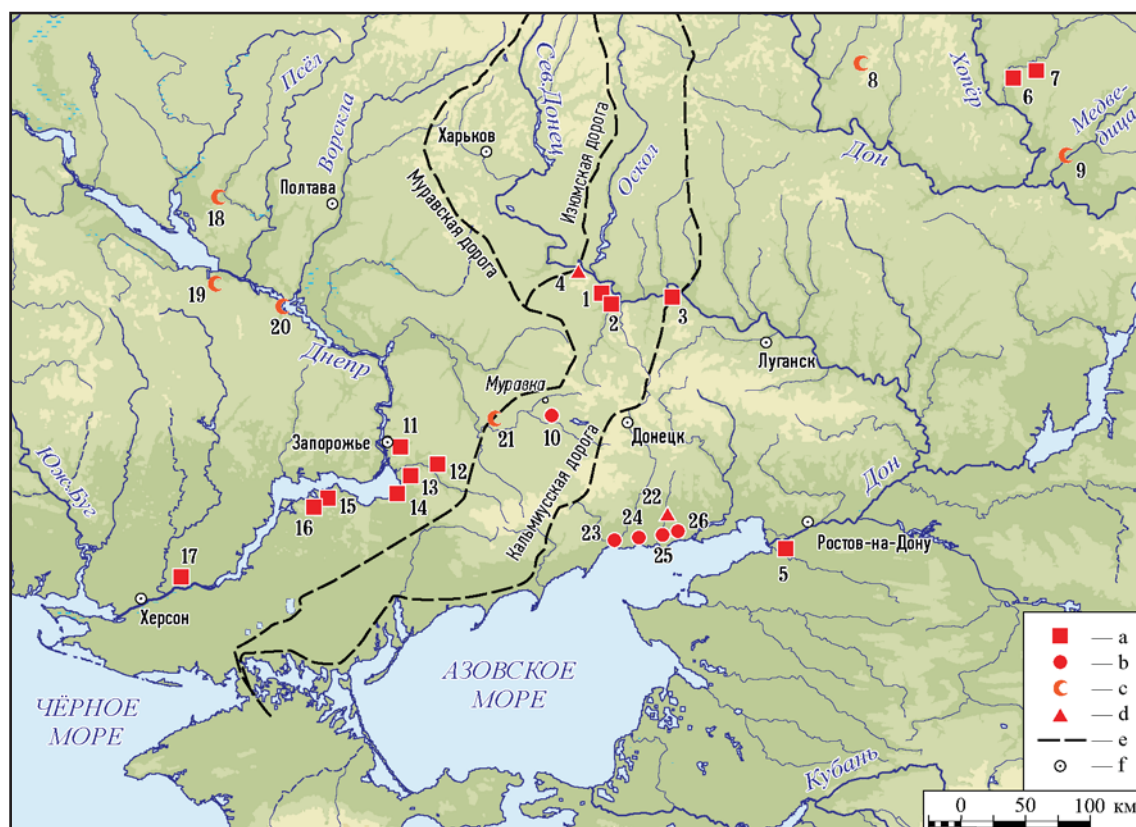 Псёл
Ворскла
Сев.Донец
Харьков
Муравская дорога
Изюмская дорога
Оскол
Хопёр
8
6
7
Медве-
дица
9
Дон
Полтава
18
19
20
Днепр
4
1
2
3
Луганск
Муравка
21
10
Донецк
Кальмиусская дорога
Запорожье
11
12
13
14
15
16
17
Юж.Буг
Херсон
22
23
24
25
26
Дон
Ростов-на-Дону
5
АЗОВСКОЕ
МОРЕ
ЧЁРНОЕ
МОРЕ
Кубань
— a
— b
— c
— d
— e
— f
0 50 100 км